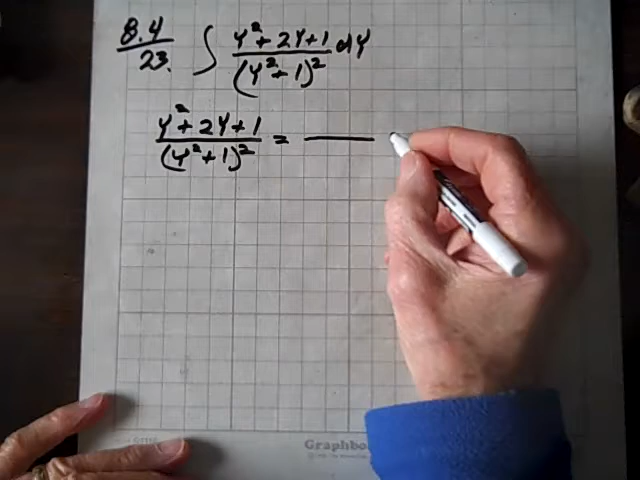 8.4/23. ∫ (y²+2y+1)/(y²+1)² dy
(y²+2y+1)/(y²+1)² =
Graphbo